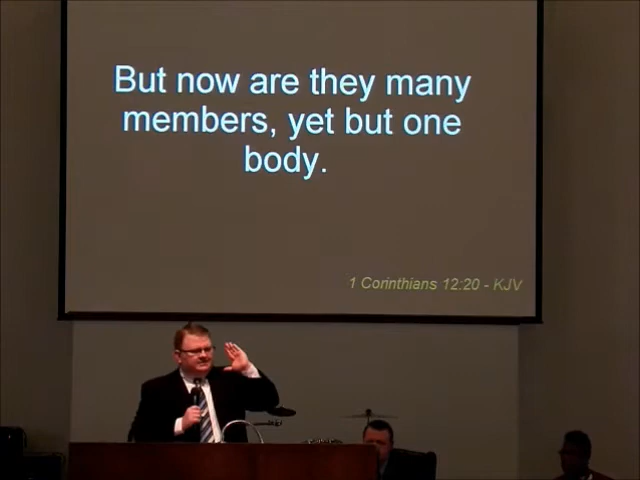 But now are they many
members, yet but one
body.
1 Corinthians 12:20 - KJV